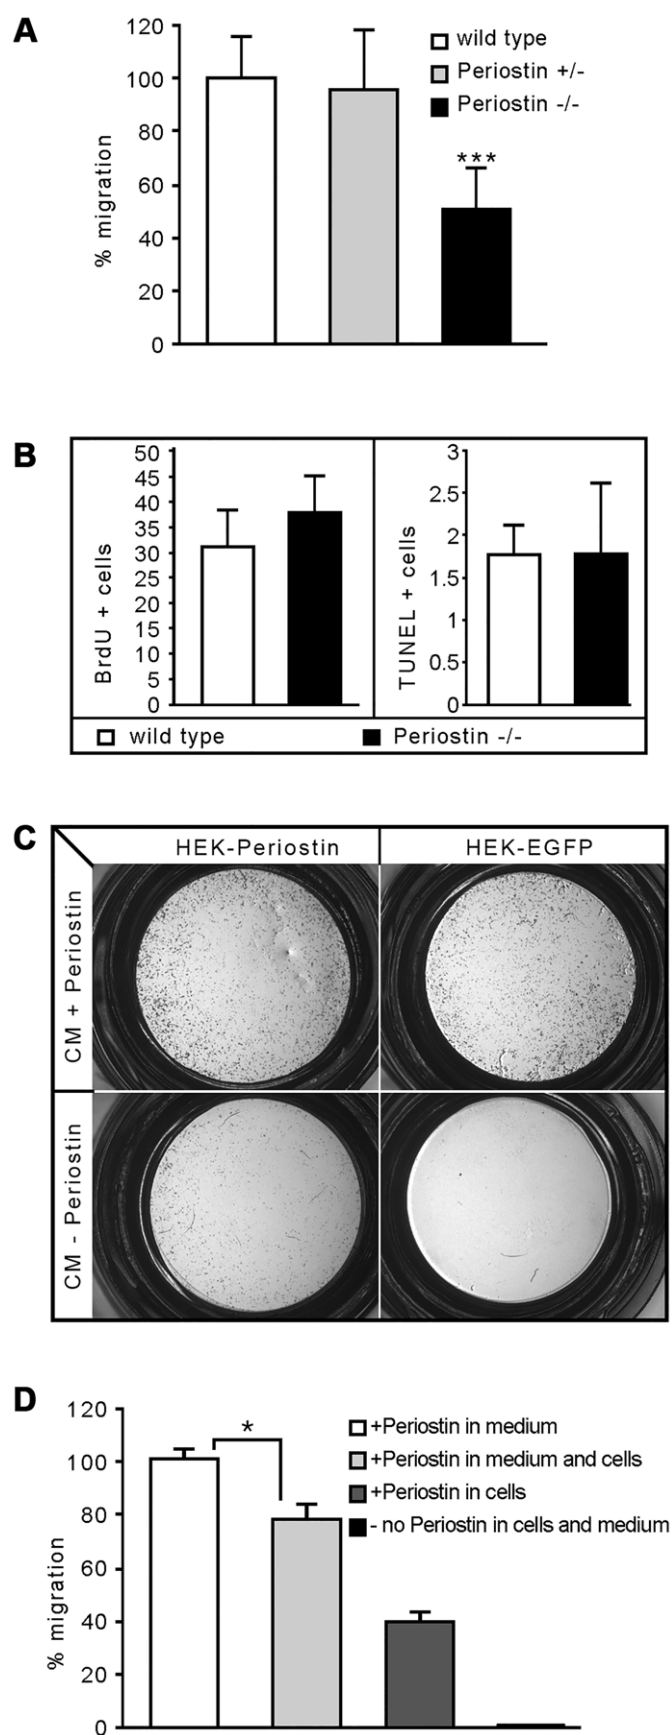 A
120
100
80
60
40
20
0
% migration
wild type
Periostin +/-
Periostin -/-
***
B
50
45
40
35
30
25
20
15
10
5
0
BrdU + cells
3
2.5
2
1.5
1
0.5
0
TUNEL + cells
wild type
Periostin -/-
C
HEK-Periostin
HEK-EGFP
CM + Periostin
CM - Periostin
D
120
100
80
60
40
20
0
% migration
*
+Periostin in medium
+Periostin in medium and cells
+Periostin in cells
- no Periostin in cells and medium